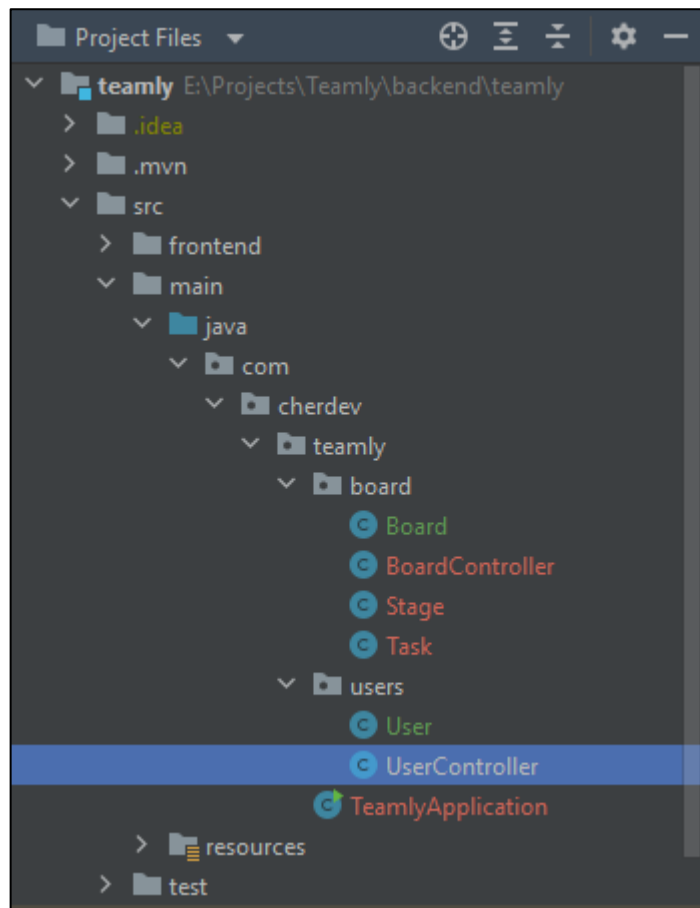 Project Files
teamly E:\Projects\Teamly\backend\teamly
.idea
.mvn
src
frontend
main
java
com
cherdev
teamly
board
C Board
C BoardController
C Stage
C Task
users
C User
C UserController
C TeamlyApplication
resources
test